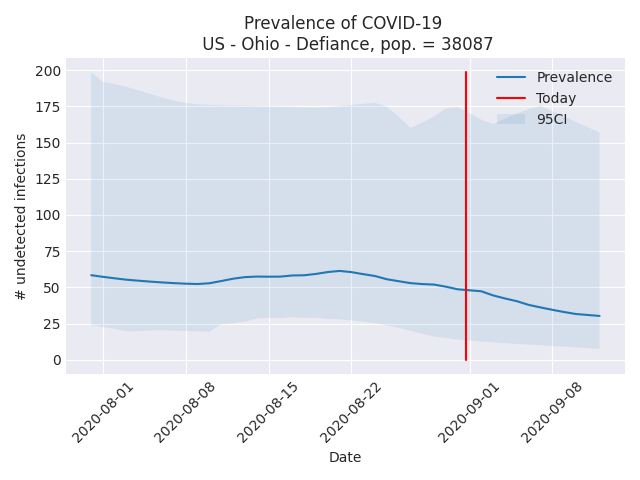 Prevalence of COVID-19
US - Ohio - Defiance, pop. = 38087
Prevalence
Today
95CI
# undetected infections
200
175
150
125
100
75
50
25
0
2020-08-01
2020-08-08
2020-08-15
2020-08-22
2020-09-01
2020-09-08
Date